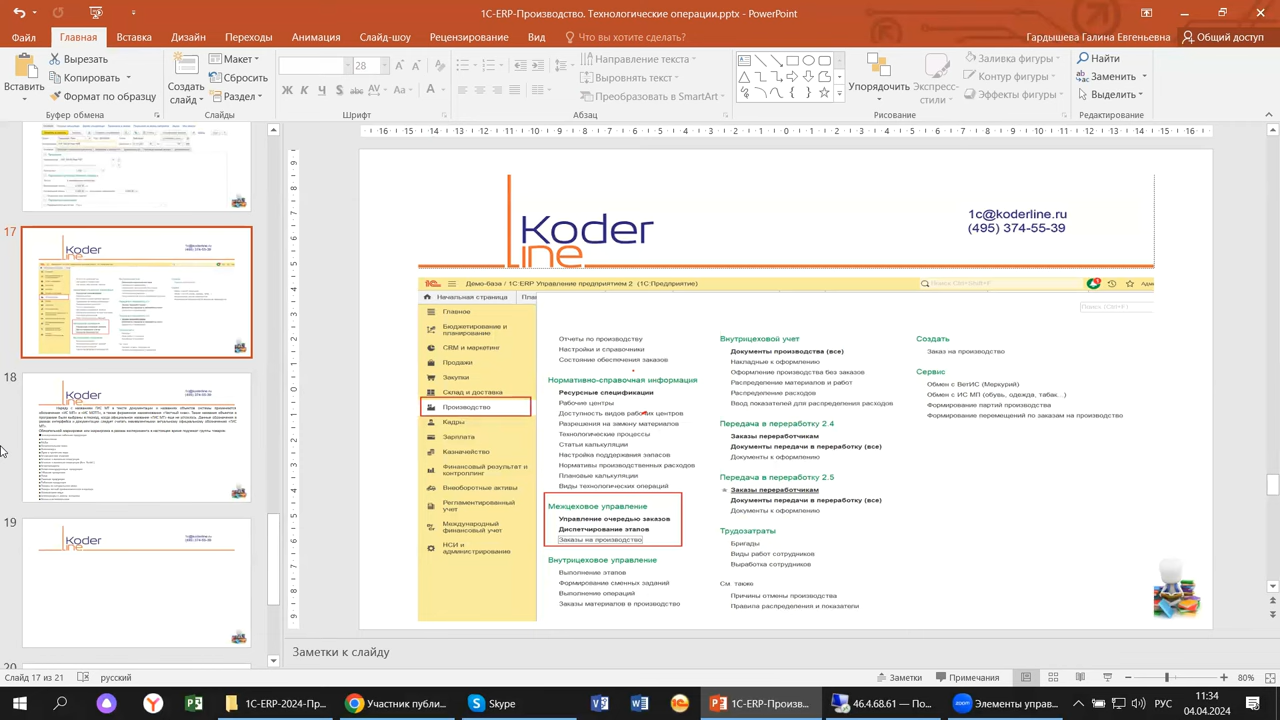 1С-ERP-Производство.pptx - PowerPoint
Файл
Главная
Вставка
Дизайн
Переходы
Анимация
Слайд-шоу
Рецензирование
Вид
Что вы хотите сделать?
Гардышева Галина Евгеньевна
Общий доступ
Вставить
Вырезать
Копировать
Формат по образцу
Буфер обмена
Создать слайд
Макет
Сбросить
Раздел
Слайды
28
Шрифт
Направление текста
Выровнять текст
Преобразовать в SmartArt
Абзац
Упорядочить
Экспресс-стили
Заливка фигуры
Контур фигуры
Эффекты фигуры
Рисование
Найти
Заменить
Выделить
Редактирование
17
18
19
20
Koder line
1c@koderline.ru
(495) 374-55-39
Демо-база / 1С ERP Управление предприятием 2 (1С:Предприятие)
Поиск Ctrl+Shift+F
Начальная страница
Пла
Поиск (Ctrl+F)
Главное
Бюджетирование и планирование
CRM и маркетинг
Продажи
Закупки
Склад и доставка
Производство
Кадры
Зарплата
Казначейство
Финансовый результат и контроллинг
Внеоборотные активы
Регламентированный учет
Международный финансовый учет
НСИ и администрирование
Отчеты по производству
Настройки и справочники
Состояние обеспечения заказов
Нормативно-справочная информация
Ресурсные спецификации
Рабочие центры
Доступность видов рабочих центров
Разрешения на замену материалов
Технологические процессы
Статьи калькуляции
Настройка поддержания запасов
Нормативы производственных расходов
Плановые калькуляции
Виды технологических операций
Межцеховое управление
Управление очередью заказов
Диспетчирование этапов
Заказы на производство
Внутрицеховое управление
Выполнение этапов
Формирование сменных заданий
Выполнение операций
Заказы материалов в производство
Внутрицеховой учет
Документы производства (все)
Накладные к оформлению
Оформление производства без заказов
Распределение материалов и работ
Распределение расходов
Ввод показателей для распределения расходов
Передача в переработку 2.4
Заказы переработчикам
Документы передачи в переработку (все)
Документы к оформлению
Передача в переработку 2.5
Заказы переработчикам
Документы передачи в переработку (все)
Документы к оформлению
Трудозатраты
Бригады
Виды работ сотрудников
Выработка сотрудников
См. также
Причины отмены производства
Правила распределения и показатели
Создать
Заказ на производство
Сервис
Обмен с ВетИС (Меркурий)
Обмен с ИС МП (обувь, одежда, табак...)
Формирование партий производства
Формирование перемещений по заказам на производство
Заметки к слайду
Слайд 17 из 21
русский
Заметки
Примечания
80%
1С-ERP-2024-Пр...
Участник публи...
Skype
1С-ERP-Произво...
46.4.68.61 — По...
Элементы управ...
РУС
11:34
04.04.2024